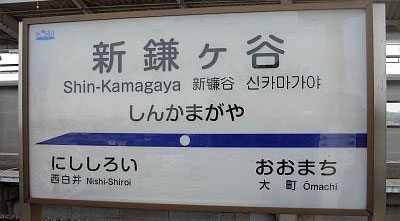 新鎌ヶ谷
Shin-Kamagaya 新镰谷 신카마가야
しんかまがや
にししろい おおまち
西白井 Nishi-Shiroi 大町 Ōmachi